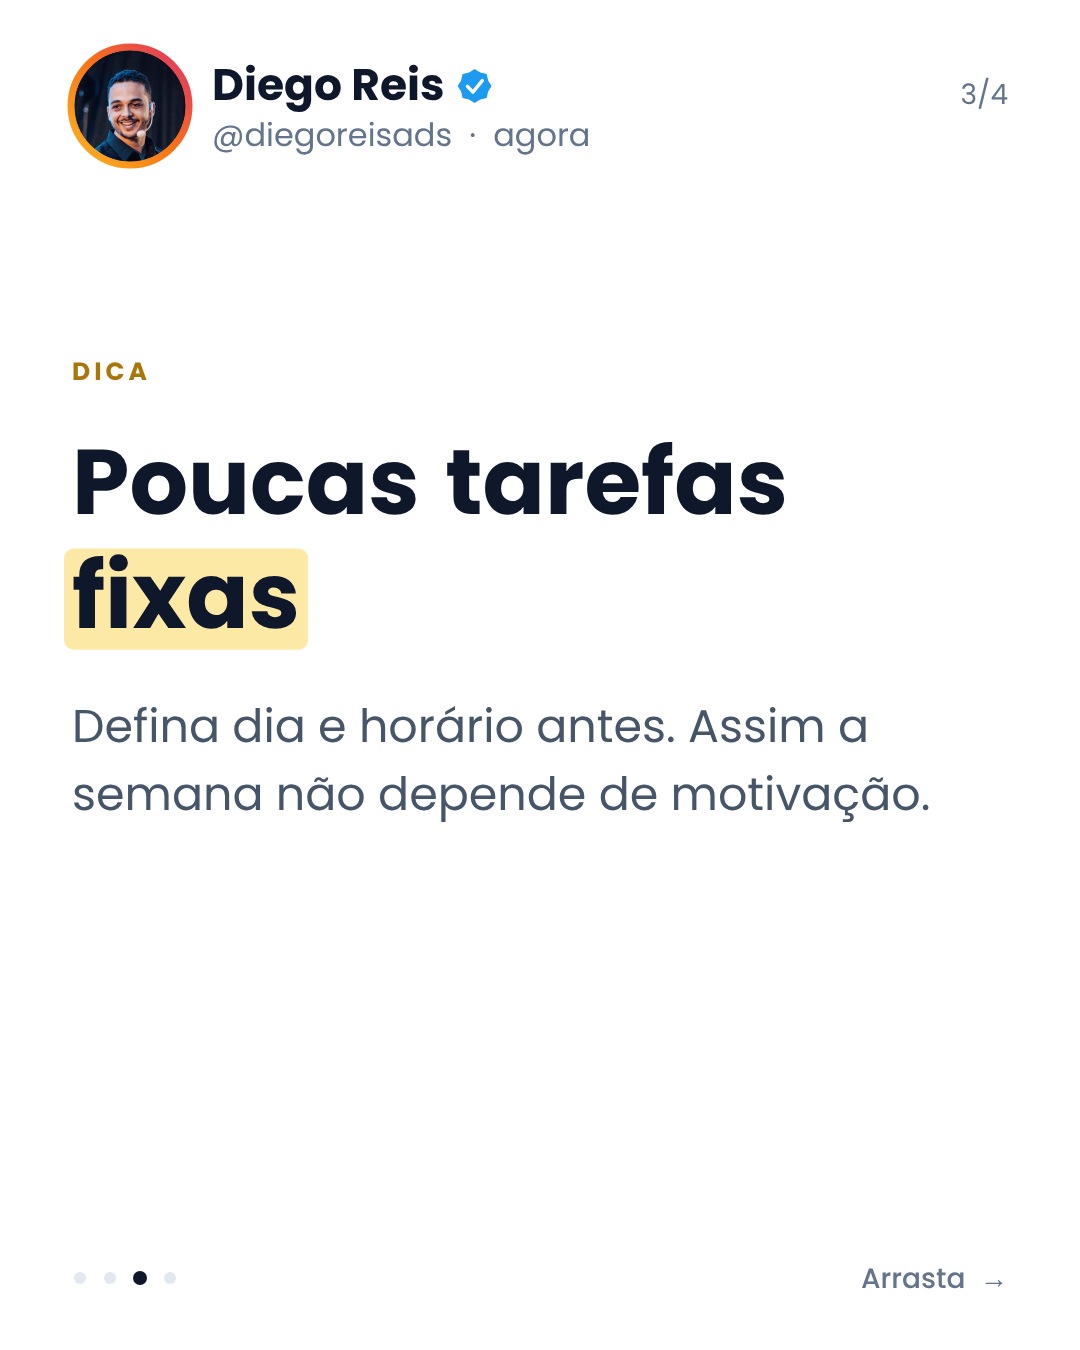 Diego Reis
@diegoreisads · agora
3/4
DICA
Poucas tarefas
fixas
Defina dia e horário antes. Assim a
semana não depende de motivação.
Arrasta →